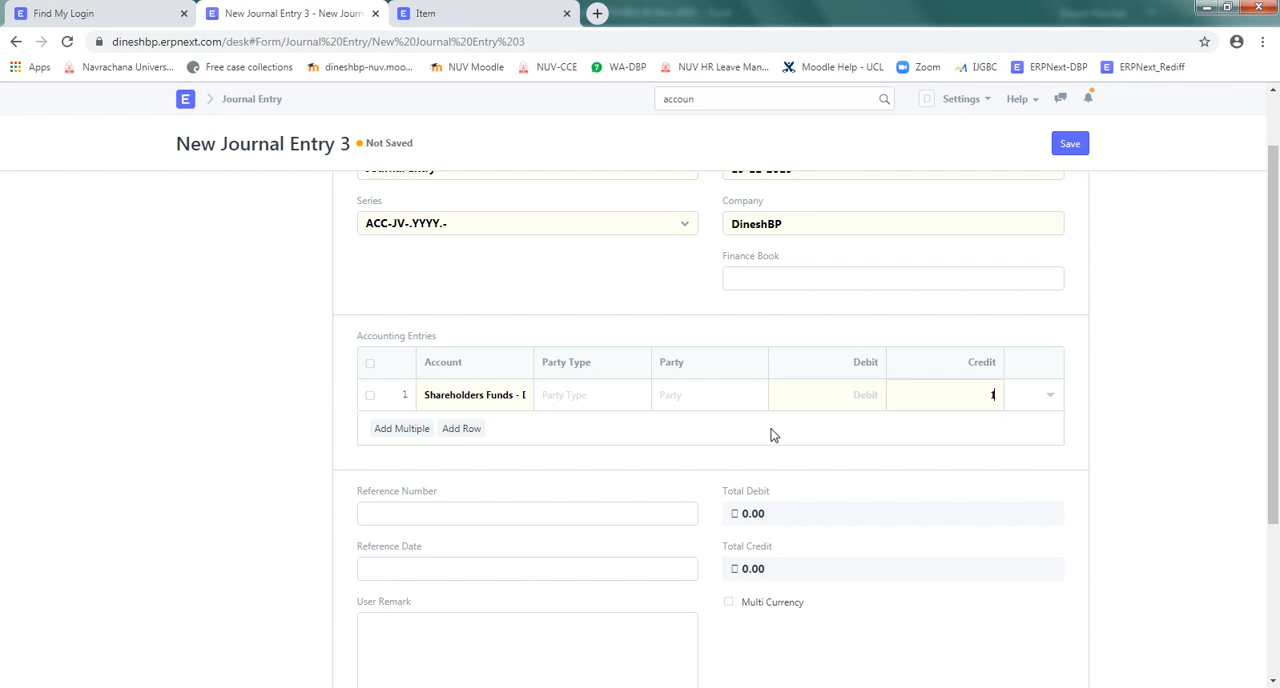 Find My Login
New Journal Entry 3 - New Journ
Item
dineshbp.erpnext.com/desk#Form/Journal%20Entry/New%20Journal%20Entry%203
Apps
Navrachana Univers...
Free case collections
dineshbp-nuv.moo...
NUV Moodle
NUV-CCE
WA-DBP
NUV HR Leave Man...
Moodle Help - UCL
Zoom
IJGBC
ERPNext-DBP
ERPNext_Rediff
E
Journal Entry
accoun
D
Settings
Help
New Journal Entry 3
Not Saved
Save
Journal Entry
Series
Company
ACC-JV-.YYYY.-
DineshBP
Finance Book
Accounting Entries
Account
Party Type
Party
Debit
Credit
1
Shareholders Funds - D
Party Type
Party
Debit
1
Add Multiple
Add Row
Reference Number
Total Debit
0.00
Reference Date
Total Credit
0.00
User Remark
Multi Currency